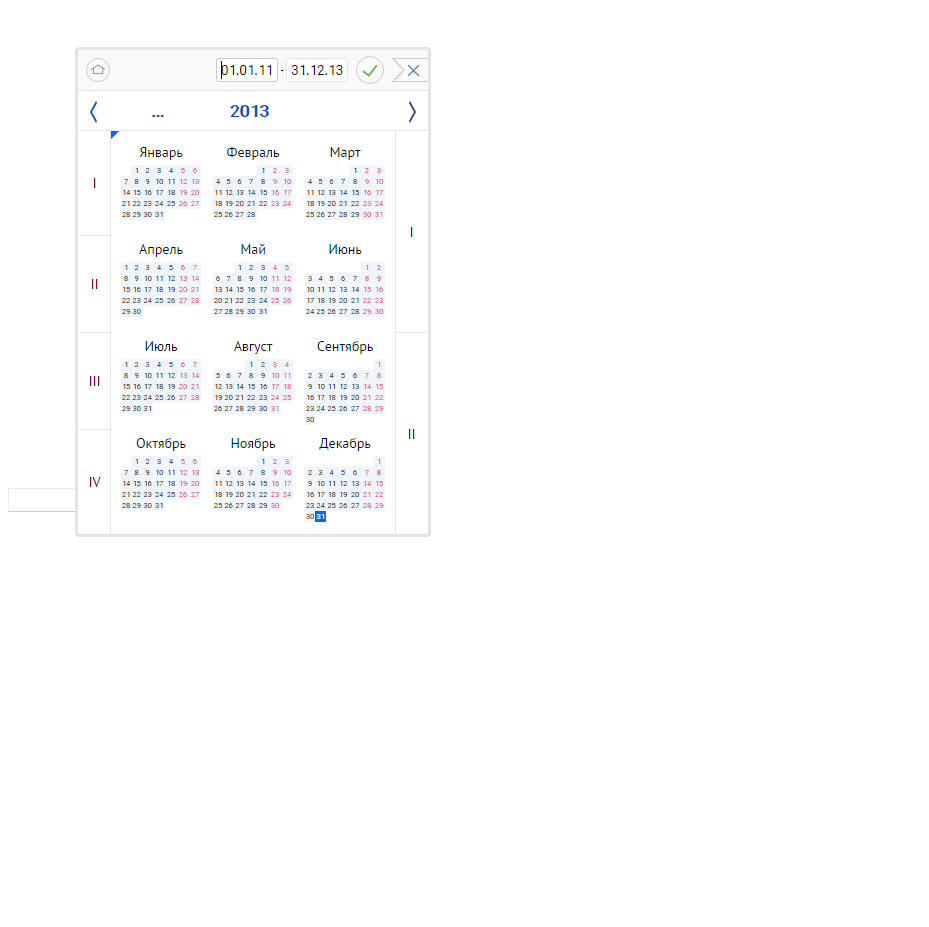 01.01.11 - 31.12.13
... 2013
Январь Февраль Март
1 2 3 4 5 6 1 2 3 1 2 3
I 7 8 9 10 11 12 13 4 5 6 7 8 9 10 4 5 6 7 8 9 10
14 15 16 17 18 19 20 11 12 13 14 15 16 17 11 12 13 14 15 16 17
21 22 23 24 25 26 27 18 19 20 21 22 23 24 18 19 20 21 22 23 24
28 29 30 31 25 26 27 28 25 26 27 28 29 30 31
I
Апрель Май Июнь
1 2 3 4 5 6 7 1 2 3 4 5 1 2
8 9 10 11 12 13 14 6 7 8 9 10 11 12 3 4 5 6 7 8 9
II 15 16 17 18 19 20 21 13 14 15 16 17 18 19 10 11 12 13 14 15 16
22 23 24 25 26 27 28 20 21 22 23 24 25 26 17 18 19 20 21 22 23
29 30 27 28 29 30 31 24 25 26 27 28 29 30
Июль Август Сентябрь
1 2 3 4 5 6 7 1 2 3 4 1
III 8 9 10 11 12 13 14 5 6 7 8 9 10 11 2 3 4 5 6 7 8
15 16 17 18 19 20 21 12 13 14 15 16 17 18 9 10 11 12 13 14 15
22 23 24 25 26 27 28 19 20 21 22 23 24 25 16 17 18 19 20 21 22
29 30 31 26 27 28 29 30 31 23 24 25 26 27 28 29
30
II
Октябрь Ноябрь Декабрь
1 2 3 4 5 6 1 2 3 1
7 8 9 10 11 12 13 4 5 6 7 8 9 10 2 3 4 5 6 7 8
IV 14 15 16 17 18 19 20 11 12 13 14 15 16 17 9 10 11 12 13 14 15
21 22 23 24 25 26 27 18 19 20 21 22 23 24 16 17 18 19 20 21 22
28 29 30 31 25 26 27 28 29 30 23 24 25 26 27 28 29
30 31